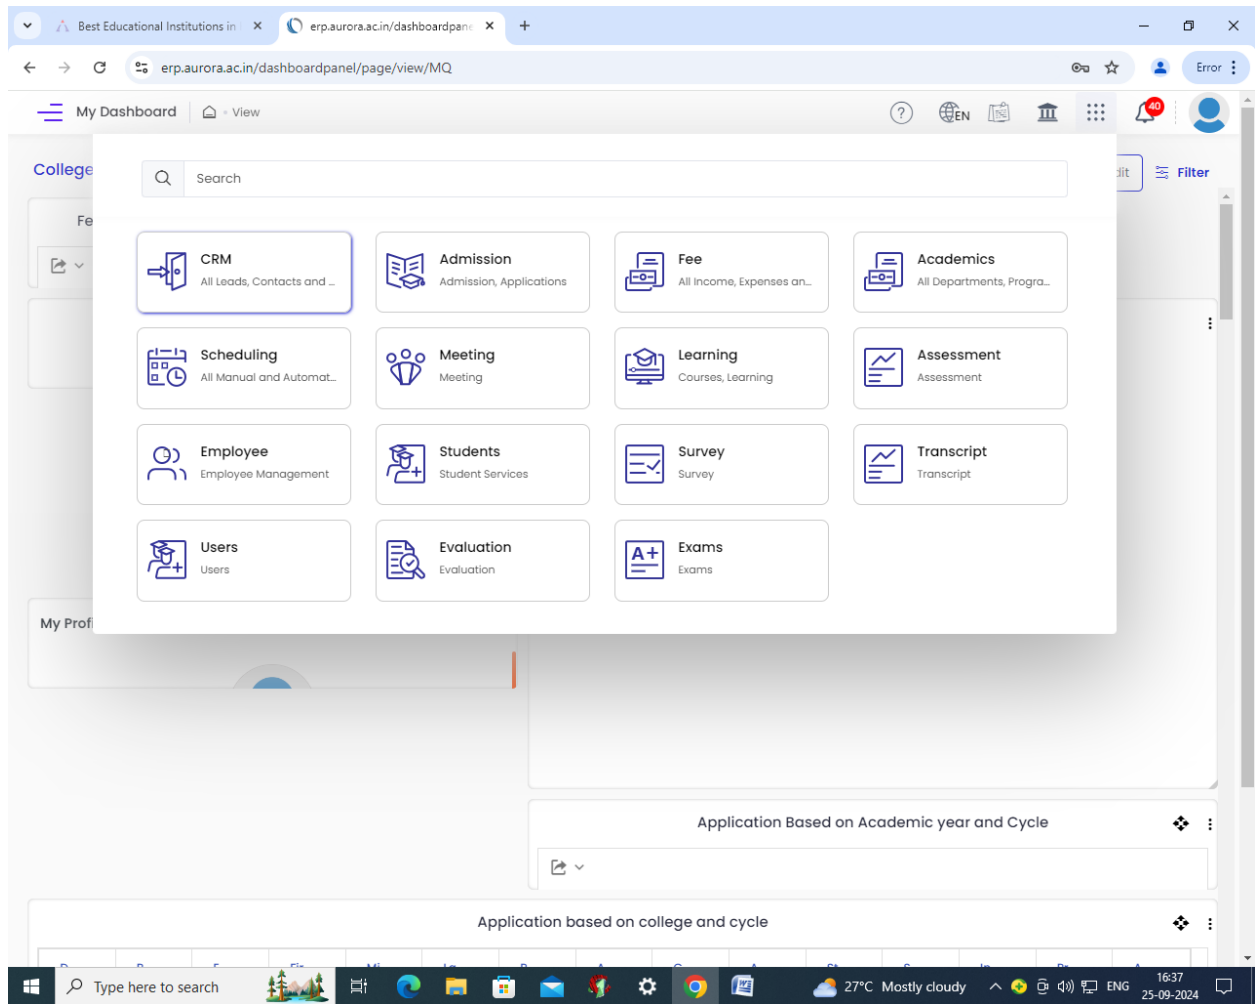 Best Educational Institutions in
erp.aurora.ac.in/dashboardpane
erp.aurora.ac.in/dashboardpanel/page/view/MQ
Error
My Dashboard
View
EN
40
College
Filter
Search
Fe
CRM
All Leads, Contacts and ...
Admission
Admission, Applications
Fee
All Income, Expenses an...
Academics
All Departments, Progra...
Scheduling
All Manual and Automat...
Meeting
Meeting
Learning
Courses, Learning
Assessment
Assessment
Employee
Employee Management
Students
Student Services
Survey
Survey
Transcript
Transcript
Users
Users
Evaluation
Evaluation
A+
Exams
Exams
My Profi
Application Based on Academic year and Cycle
Application based on college and cycle
Type here to search
27°C Mostly cloudy
ENG
16:37
25-09-2024